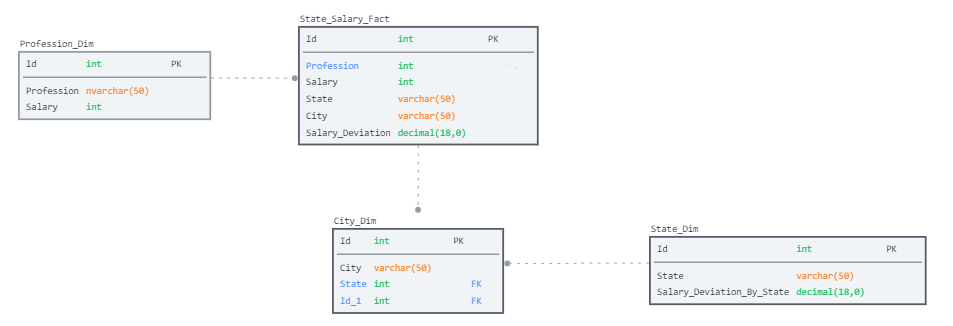 State_Salary_Fact
Id int PK
Profession int
Salary int
State varchar(50)
City varchar(50)
Salary_Deviation decimal(18,0)
Profession_Dim
Id int PK
Profession nvarchar(50)
Salary int
City_Dim
Id int PK
City varchar(50)
State int FK
Id_1 int FK
State_Dim
Id int PK
State varchar(50)
Salary_Deviation_By_State decimal(18,0)